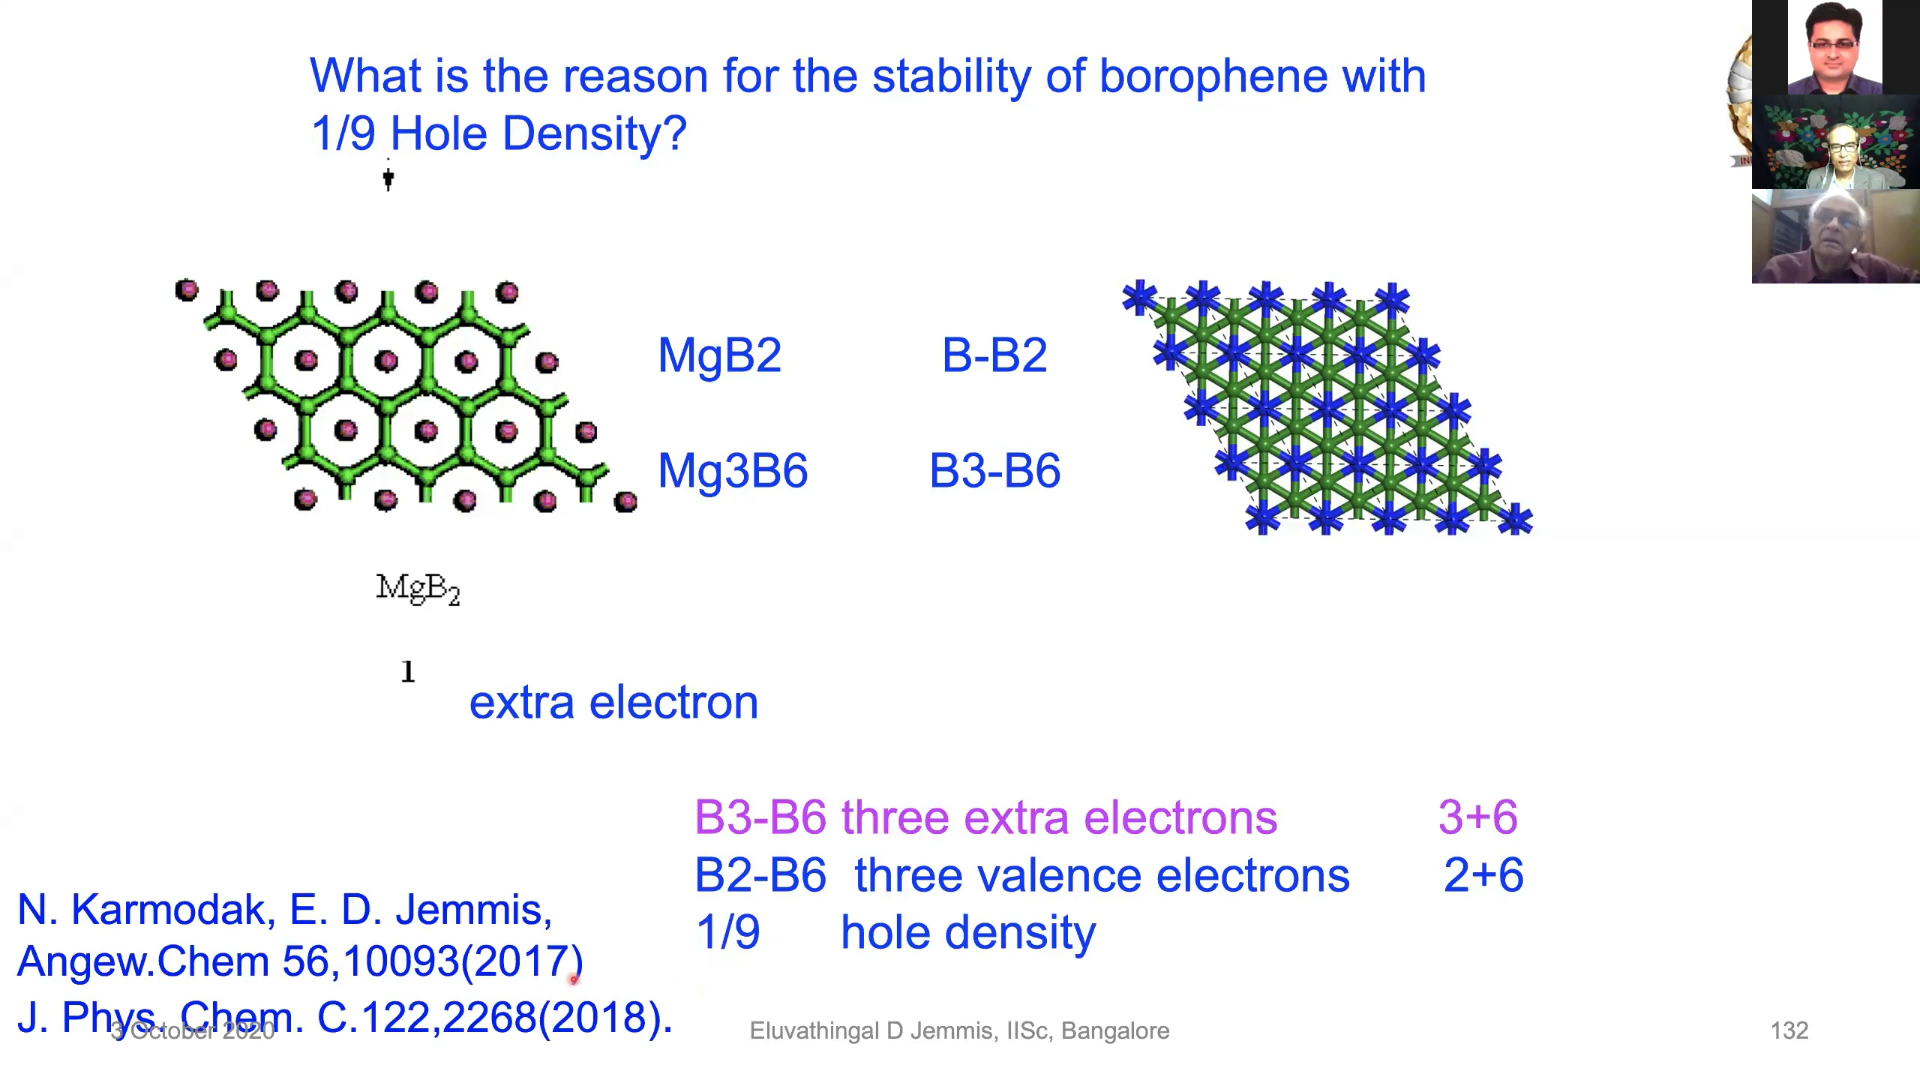 What is the reason for the stability of borophene with
1/9 Hole Density?
IN
MgB2 B-B2
Mg3B6 B3-B6
MgB2
1
extra electron
B3-B6 three extra electrons 3+6
B2-B6 three valence electrons 2+6
1/9 hole density
N. Karmodak, E. D. Jemmis,
Angew.Chem 56,10093(2017)
J. Phys. Chem. C.122,2268(2018).
3 October 2020
Eluvathingal D Jemmis, IISc, Bangalore
132